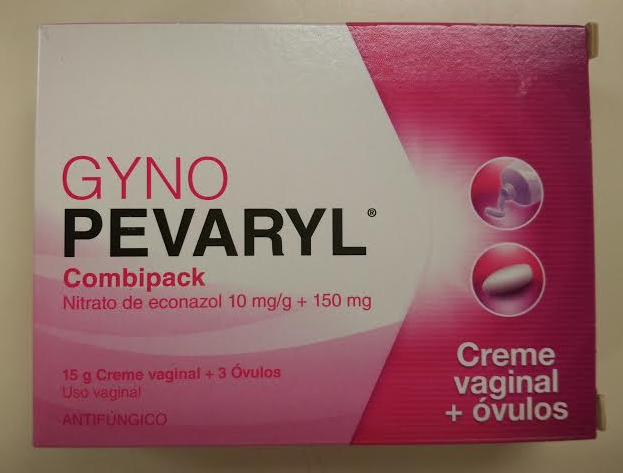 GYNO
PEVARYL®
Combipack
Nitrato de econazol 10 mg/g + 150 mg
15 g Creme vaginal + 3 Óvulos
Uso vaginal
ANTIFÚNGICO
Creme
vaginal
+ óvulos